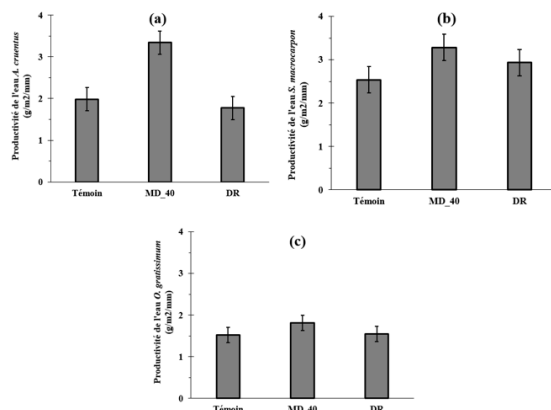 (a)
Productivité de l'eau A. cruentus
(g/m2/mm)
4
3
2
1
0
Témoin MD_40 DR
(b)
Productivité de l'eau S. macrocarpon
(g/m2/mm)
4
3
2
1
0
Témoin MD_40 DR
(c)
Productivité de l'eau O. gratissimum
(g/m2/mm)
4
3
2
1
0
Témoin MD_40 DR